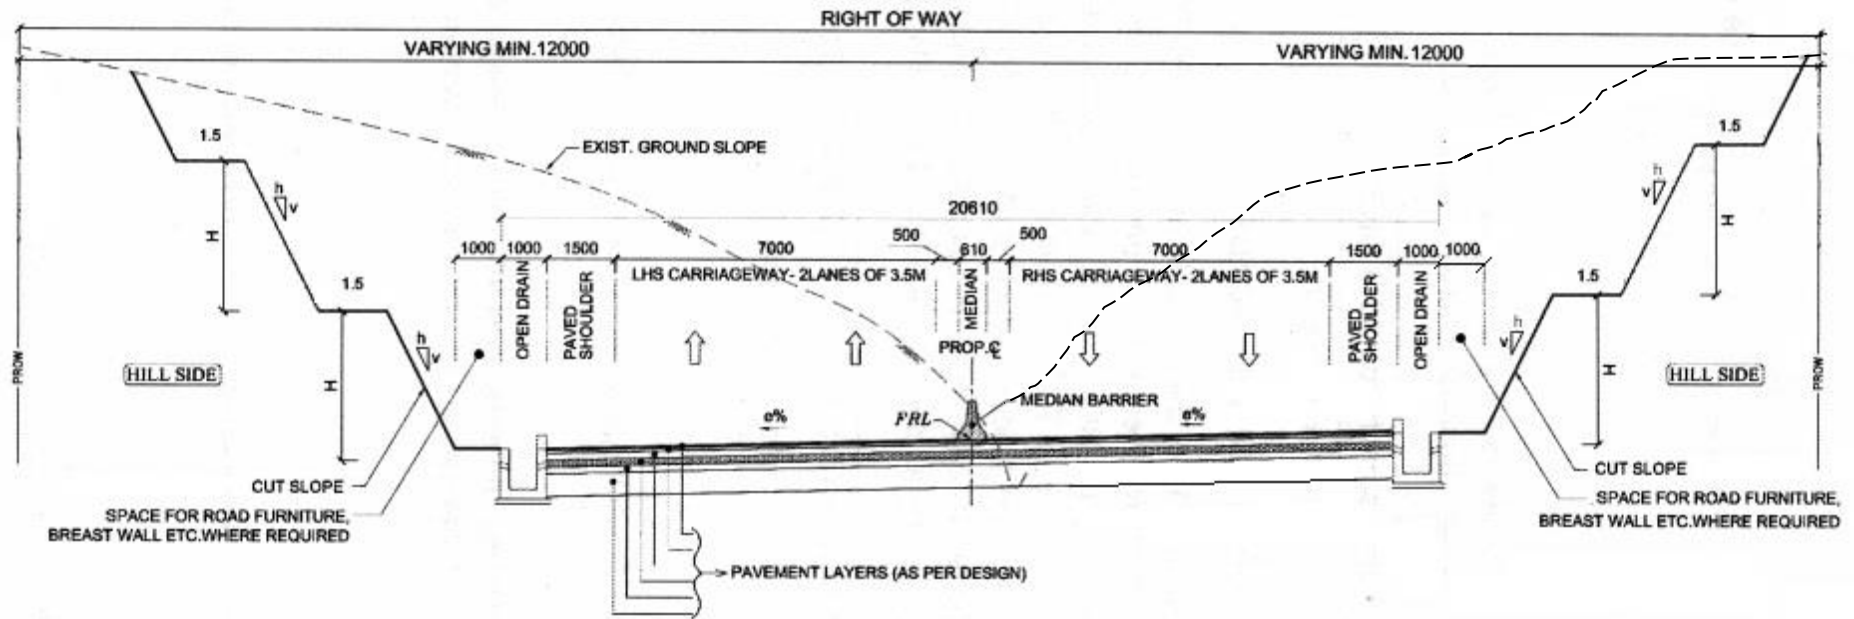 RIGHT OF WAY
VARYING MIN.12000
VARYING MIN.12000
1.5
1.5
EXIST. GROUND SLOPE
h
v
h
v
H
H
20610
1000
1000
1500
7000
500
610
500
7000
1500
1000
1000
OPEN DRAIN
PAVED
SHOULDER
LHS CARRIAGEWAY- 2LANES OF 3.5M
MEDIAN
RHS CARRIAGEWAY- 2LANES OF 3.5M
PAVED
SHOULDER
OPEN DRAIN
1.5
1.5
PROP.℄
PROW
HILL SIDE
h
v
H
h
v
H
HILL SIDE
PROW
MEDIAN BARRIER
e%
FRL
e%
CUT SLOPE
CUT SLOPE
SPACE FOR ROAD FURNITURE,
BREAST WALL ETC.WHERE REQUIRED
SPACE FOR ROAD FURNITURE,
BREAST WALL ETC.WHERE REQUIRED
PAVEMENT LAYERS (AS PER DESIGN)